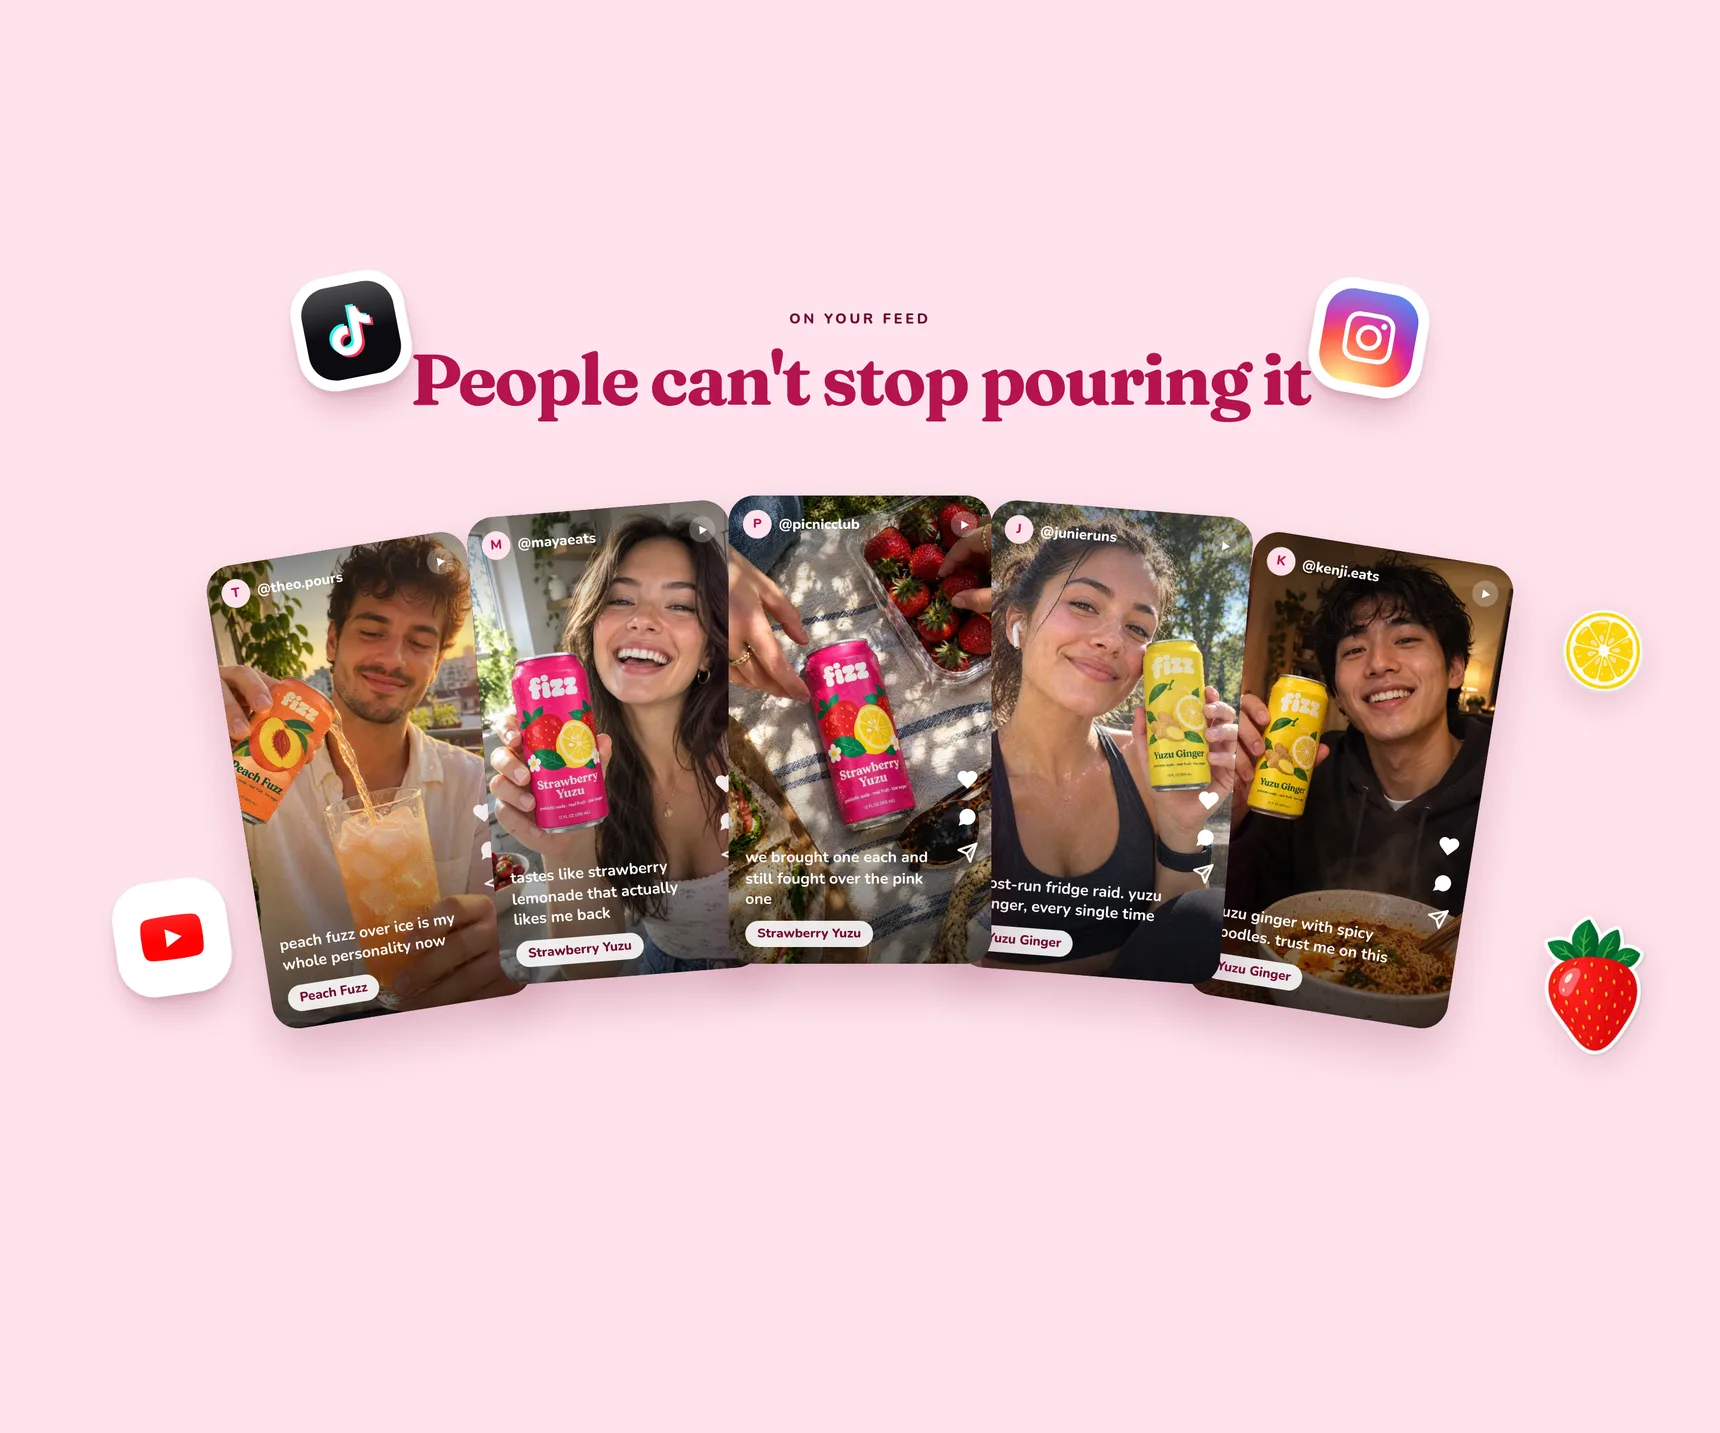 ON YOUR FEED
People can't stop pouring it
T @theo.pours
fizz
Peach Fuzz
peach fuzz over ice is my
whole personality now
Peach Fuzz
M @mayaeats
fizz
Strawberry
Yuzu
tastes like strawberry
lemonade that actually
likes me back
Strawberry Yuzu
P @picnicclub
fizz
Strawberry
Yuzu
we brought one each and
still fought over the pink
one
Strawberry Yuzu
J @junieruns
fizz
Yuzu Ginger
ost-run fridge raid. yuzu
nger, every single time
Yuzu Ginger
K @kenji.eats
fizz
Yuzu Ginger
uzu ginger with spicy
oodles. trust me on this
Yuzu Ginger